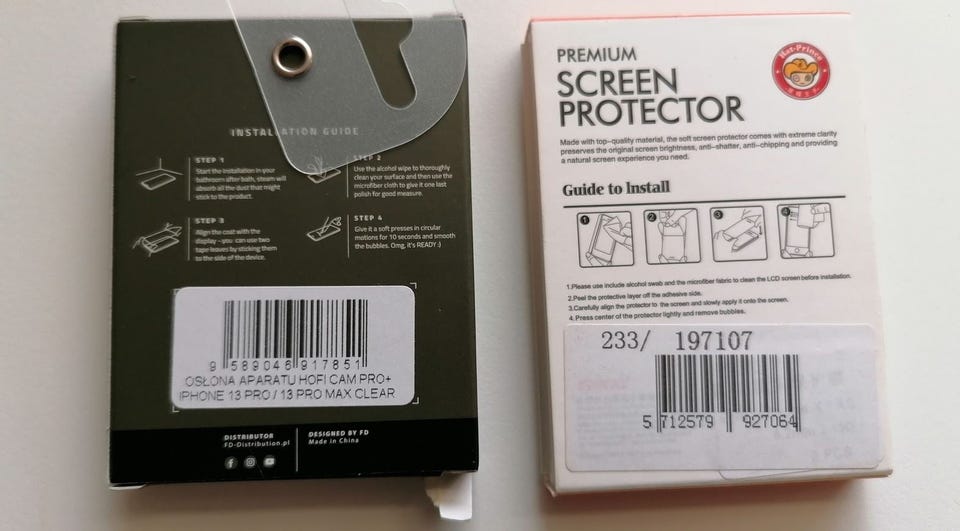 INSTALLATION GUIDE
STEP 1
Start the installation in your
bathroom after bath, steam will
absorb all the dust that might
stick to the product.
STEP 2
Use the alcohol wipe to thoroughly
clean your surface and then use the
microfiber cloth to give it one last
polish for good measure.
STEP 3
Align the coat with the
display - you can use two
tape leaves by sticking them
to the side of the device.
STEP 4
Give it a soft presses in circular
motions for 10 seconds and smooth
the bubbles. Omg, it's READY :)
9 589046 917851
OSŁONA APARATU HOFI CAM PRO+
IPHONE 13 PRO / 13 PRO MAX CLEAR
DISTRIBUTOR
FD-Distribution.pl
DESIGNED BY FD
Made in China
PREMIUM
SCREEN
PROTECTOR
Hat-Prince
Made with top-quality material, the soft screen protector comes with extreme clarity
preserves the original screen brightness, anti-shatter, anti-chipping and providing
a natural screen experience you need.
Guide to Install
1 2 3 4
1.Please use include alcohol swab and the microfiber fabric to clean the LCD screen before installation.
2.Peel the protective layer off the adhesive side.
3.Carefully align the protector to the screen and slowly apply it onto the screen.
4. Press center of the protector lightly and remove bubbles.
233/ 197107
5 712579 927064